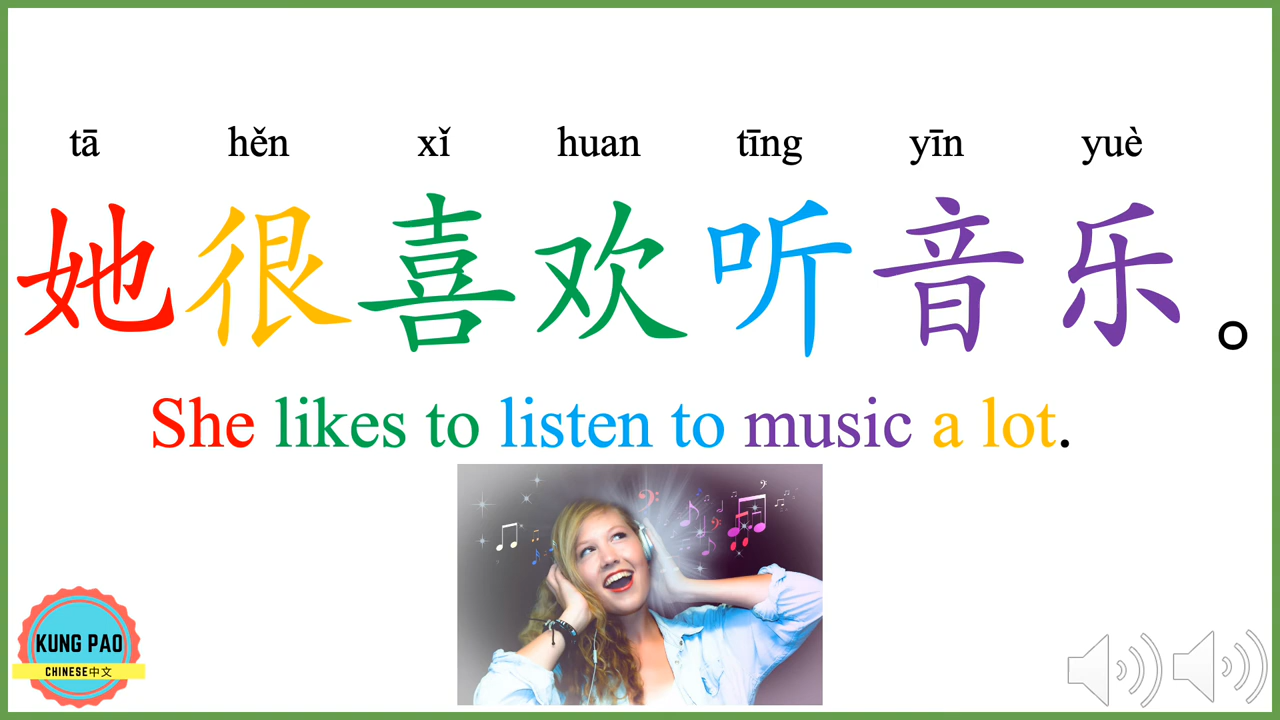 tā hěn xǐ huan tīng yīn yuè
她很喜欢听音乐。
She likes to listen to music a lot.
KUNG PAO
CHINESE中文